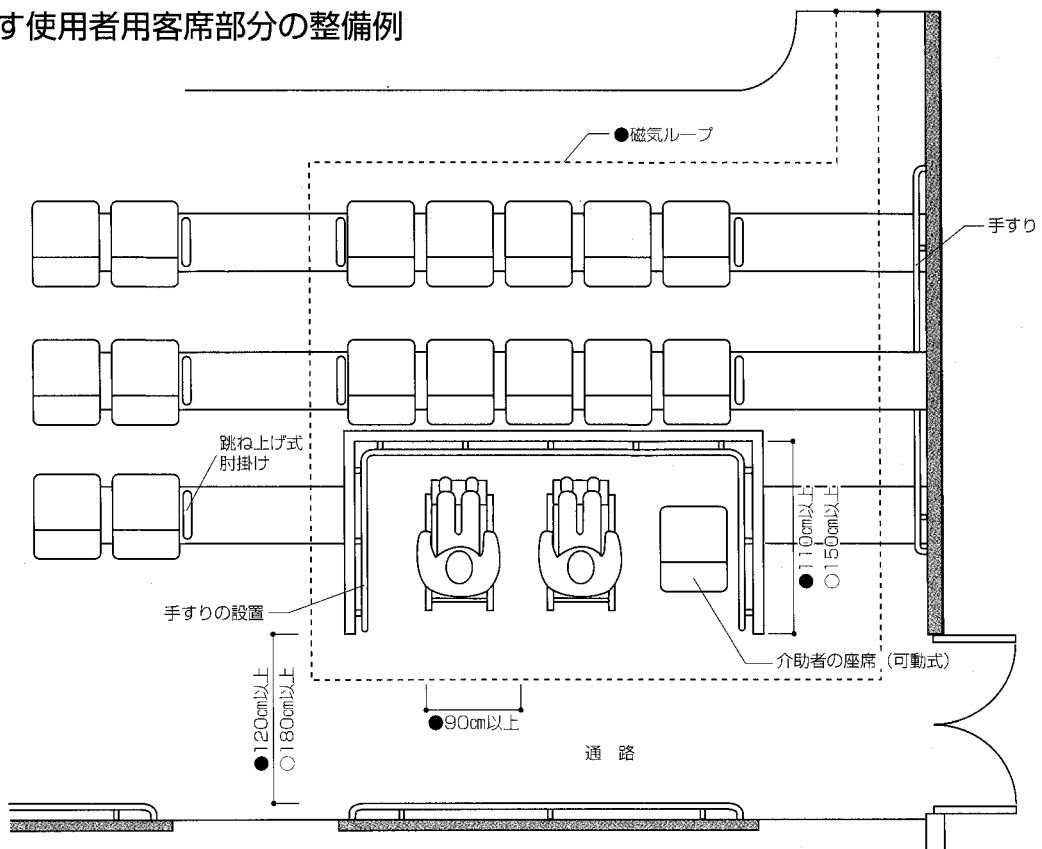 す使用者用客席部分の整備例
●磁気ループ
手すり
跳ね上げ式
肘掛け
●110cm以上
○150cm以上
手すりの設置
介助者の座席（可動式）
●120cm以上
○180cm以上
●90cm以上
通　路